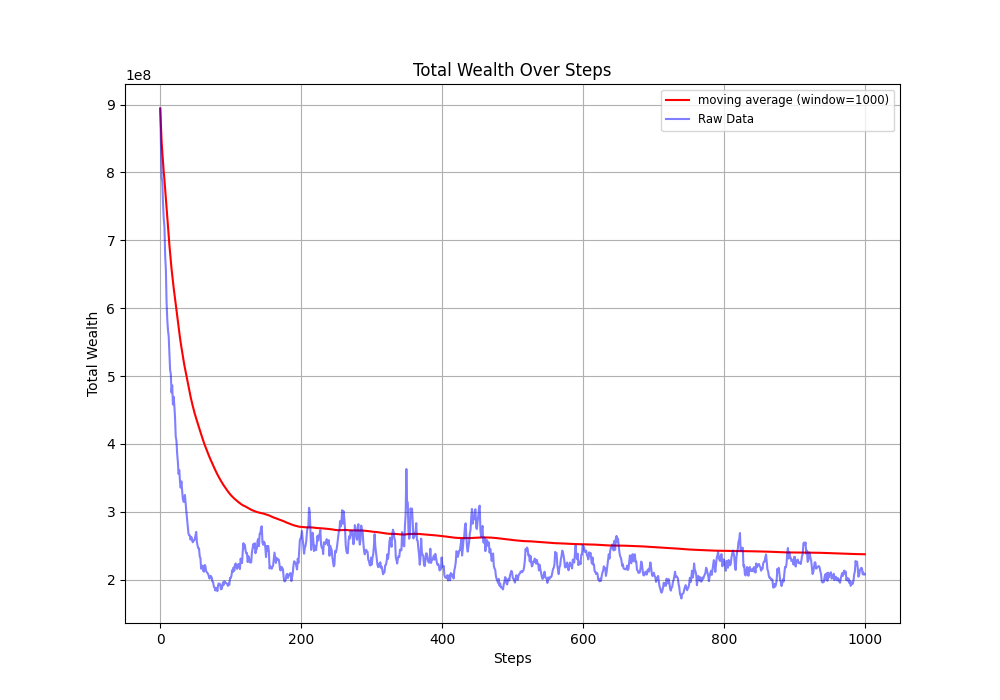 Total Wealth Over Steps
1e8
moving average (window=1000)
Raw Data
9
8
7
6
5
4
3
2
Total Wealth
0 200 400 600 800 1000
Steps